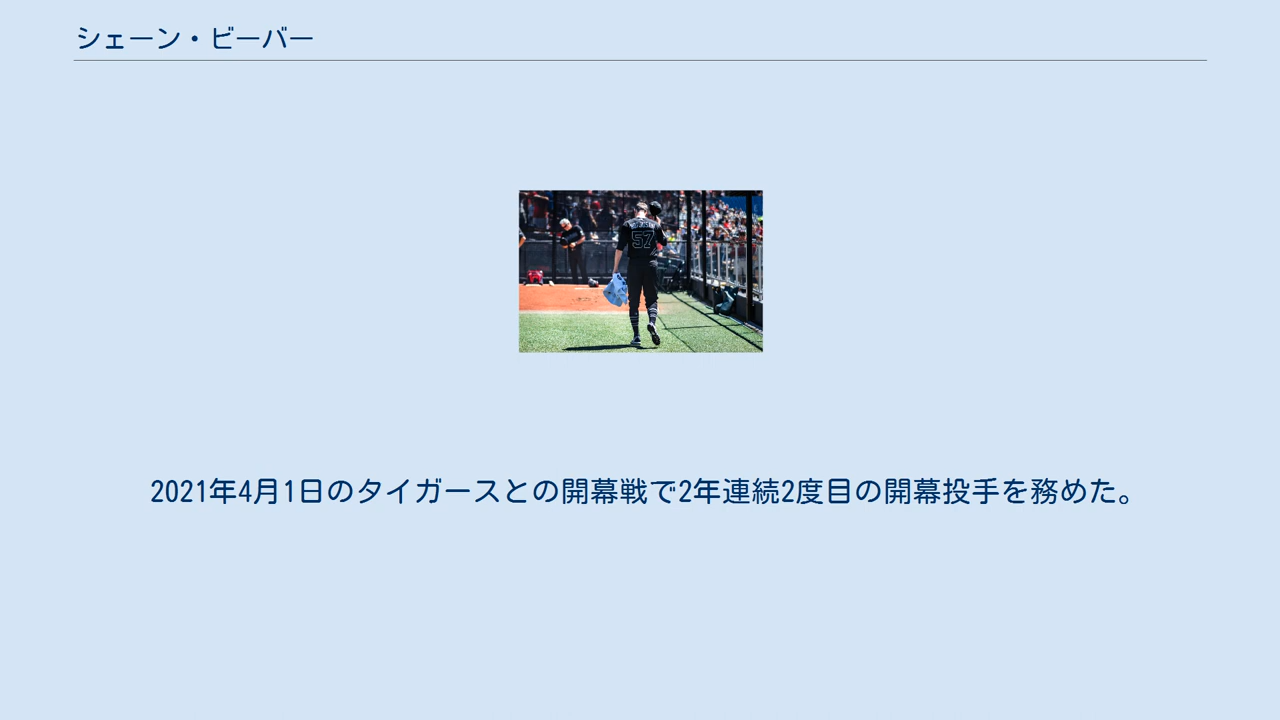 シェーン・ビーバー
57
2021年4月1日のタイガースとの開幕戦で2年連続2度目の開幕投手を務めた。